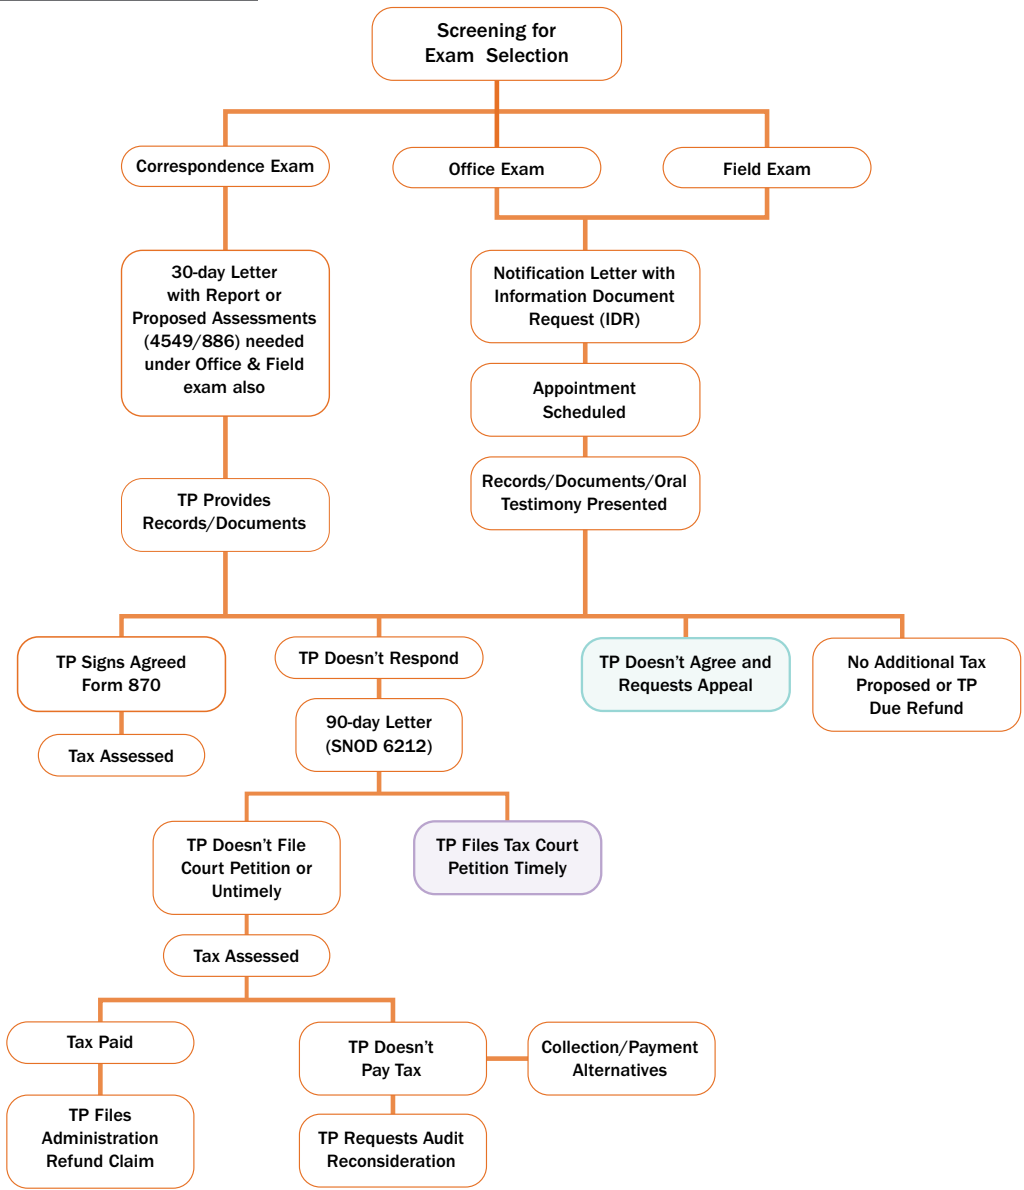 Screening for
Exam Selection
Correspondence Exam
Office Exam
Field Exam
30-day Letter
with Report or
Proposed Assessments
(4549/886) needed
under Office & Field
exam also
Notification Letter with
Information Document
Request (IDR)
Appointment
Scheduled
TP Provides
Records/Documents
Records/Documents/Oral
Testimony Presented
TP Signs Agreed
Form 870
TP Doesn't Respond
TP Doesn't Agree and
Requests Appeal
No Additional Tax
Proposed or TP
Due Refund
Tax Assessed
90-day Letter
(SNOD 6212)
TP Doesn't File
Court Petition or
Untimely
TP Files Tax Court
Petition Timely
Tax Assessed
Tax Paid
TP Doesn't
Pay Tax
Collection/Payment
Alternatives
TP Files
Administration
Refund Claim
TP Requests Audit
Reconsideration